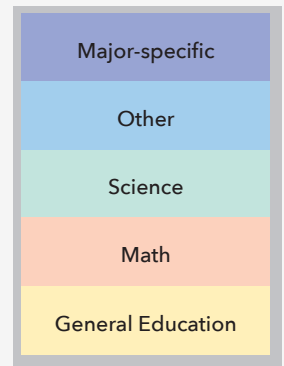 Major-specific
Other
Science
Math
General Education